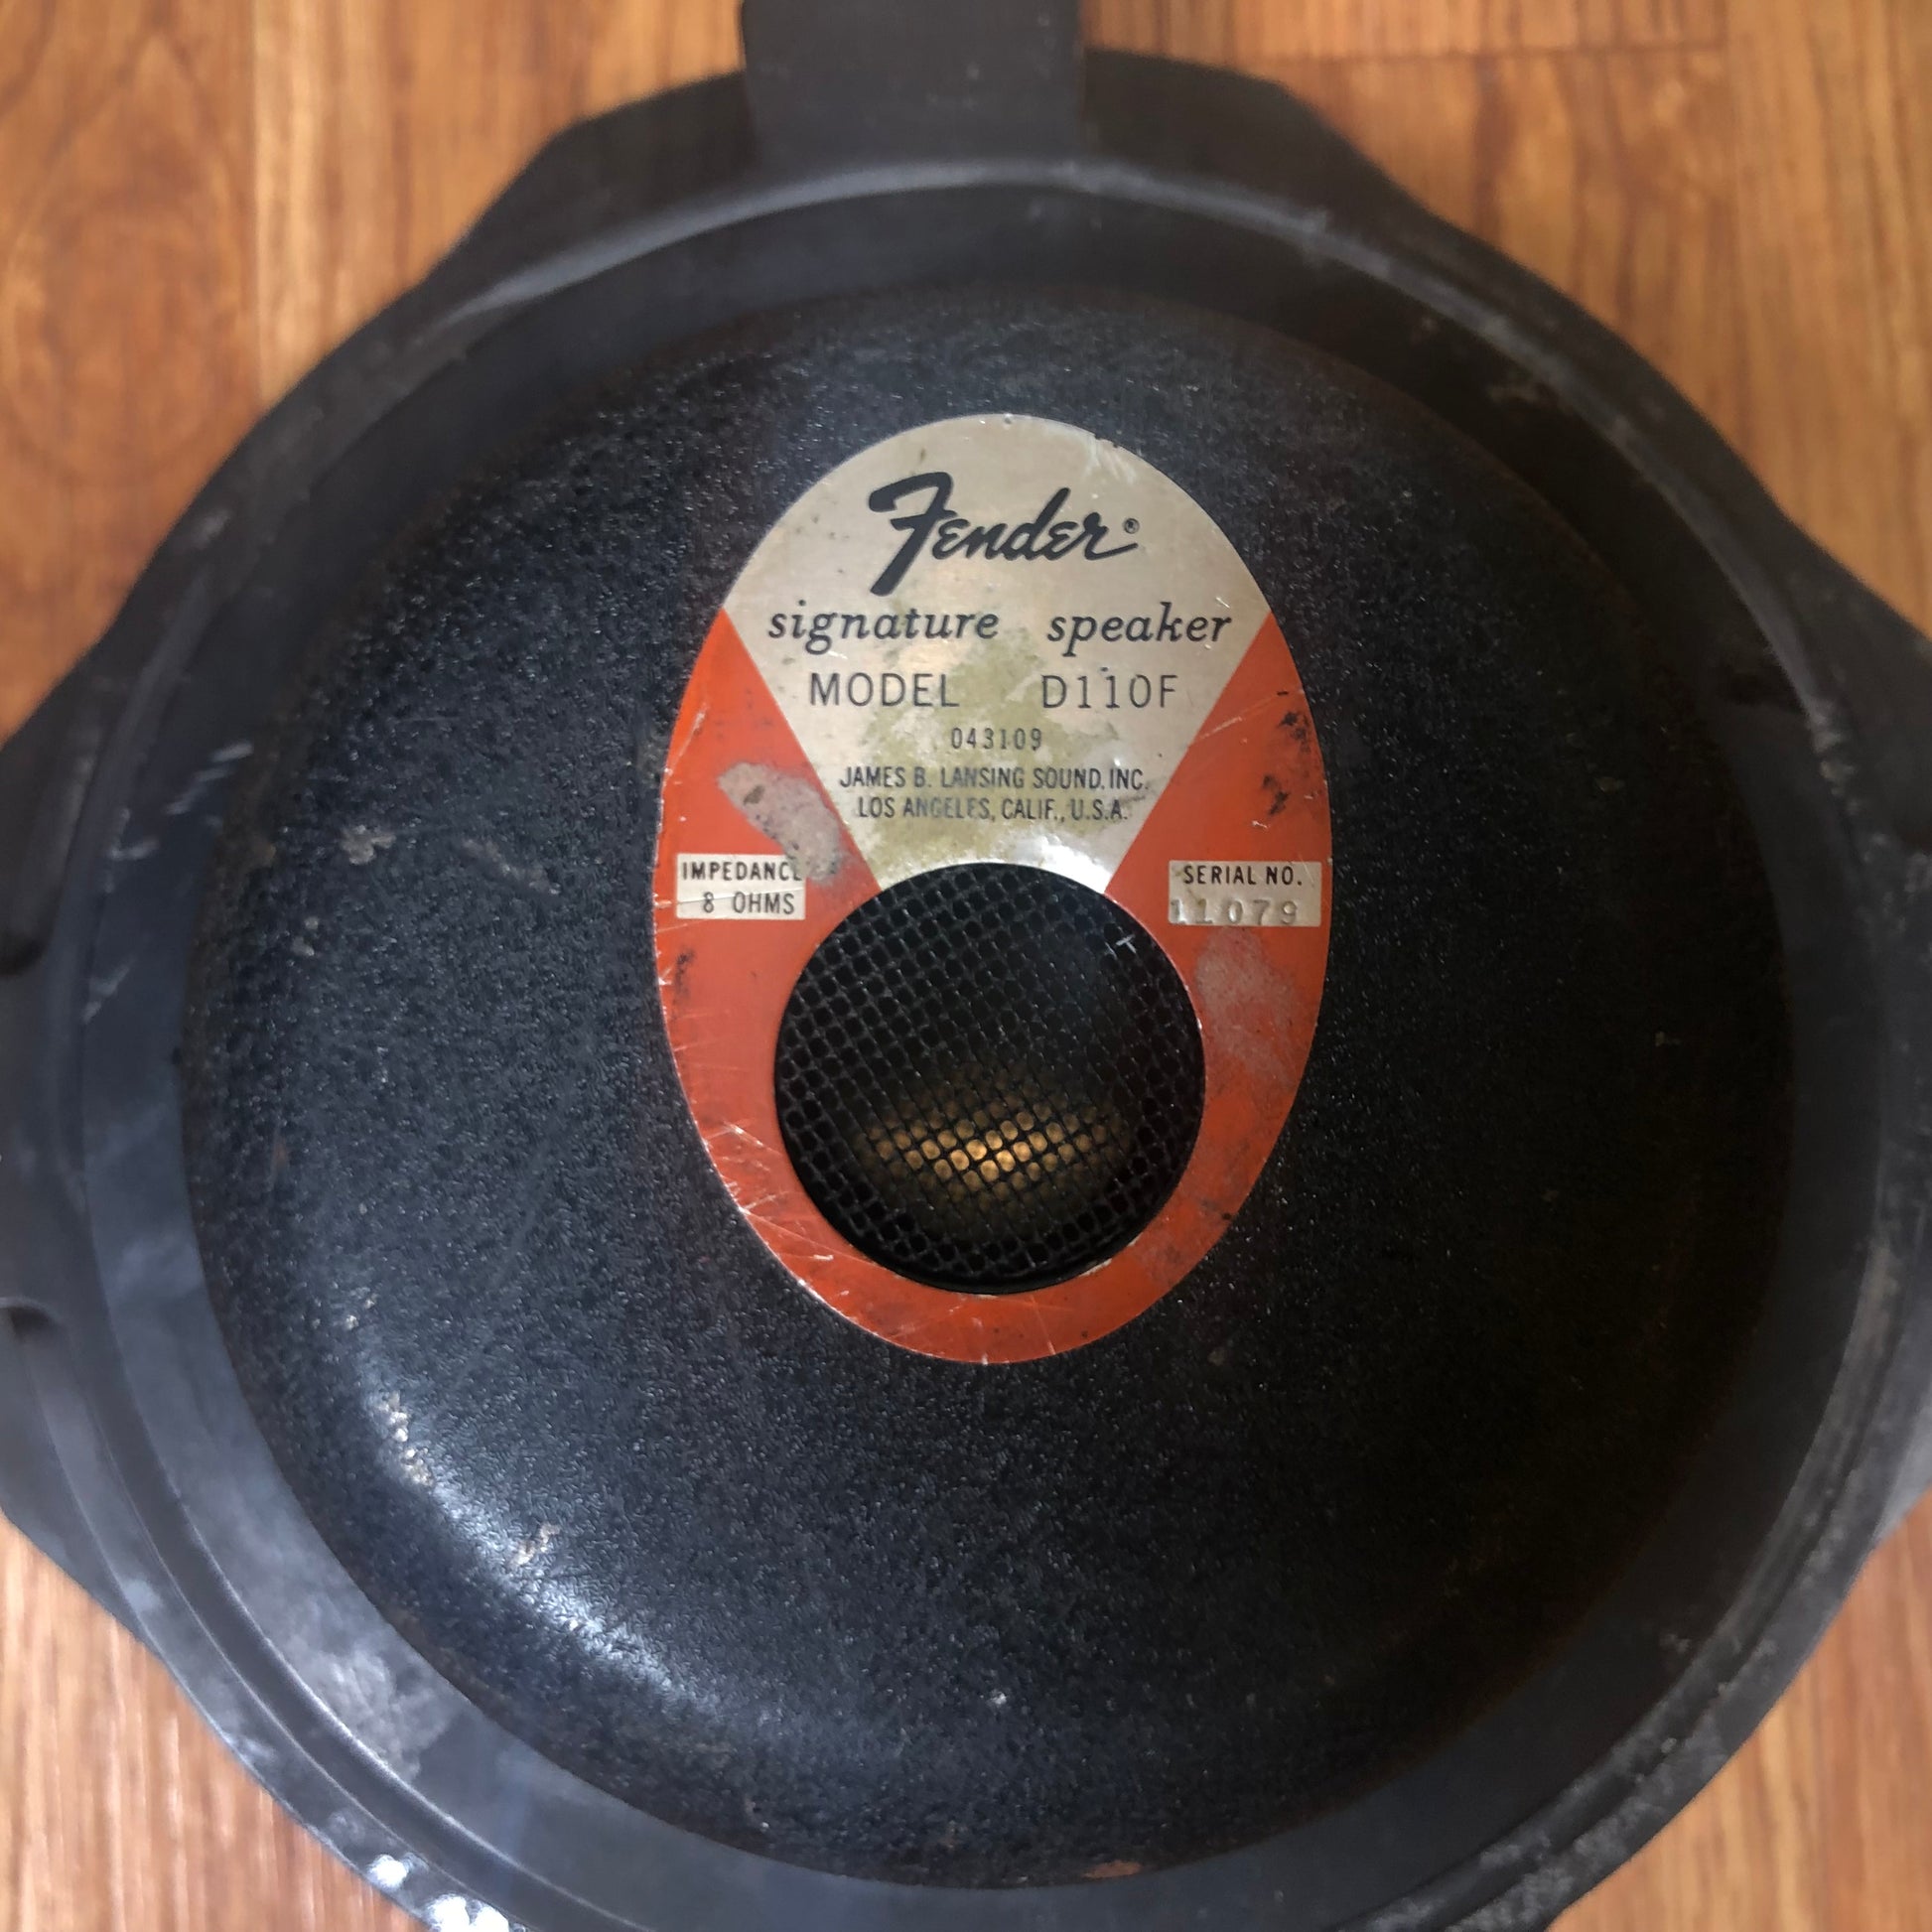 Fender®
signature speaker
MODEL D110F
043109
JAMES B. LANSING SOUND, INC.
LOS ANGELES, CALIF., U.S.A.
IMPEDANCE
8 OHMS
SERIAL NO.
11079